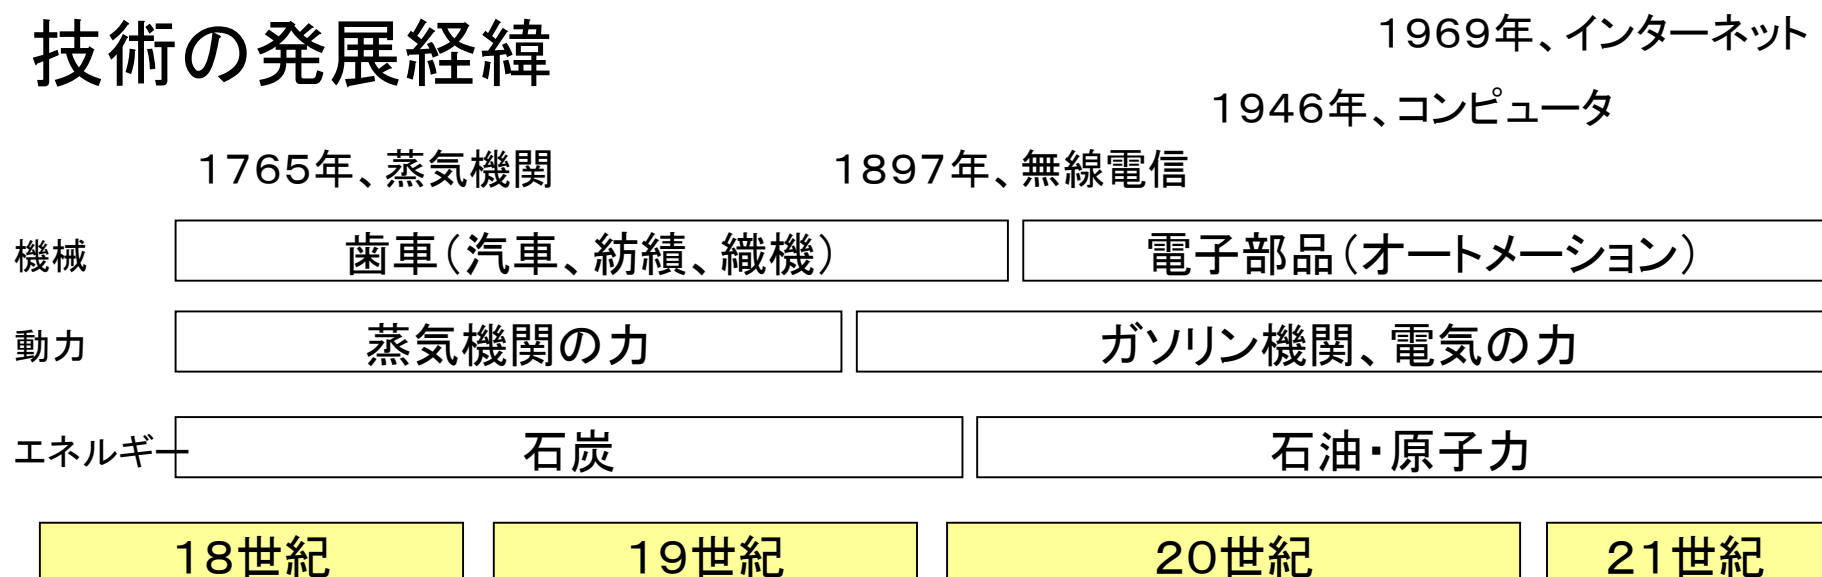 技術の発展経緯
1969年、インターネット
1946年、コンピュータ
1765年、蒸気機関
1897年、無線電信
機械
歯車(汽車、紡績、織機)
電子部品(オートメーション)
動力
蒸気機関の力
ガソリン機関、電気の力
エネルギー
石炭
石油・原子力
18世紀
19世紀
20世紀
21世紀